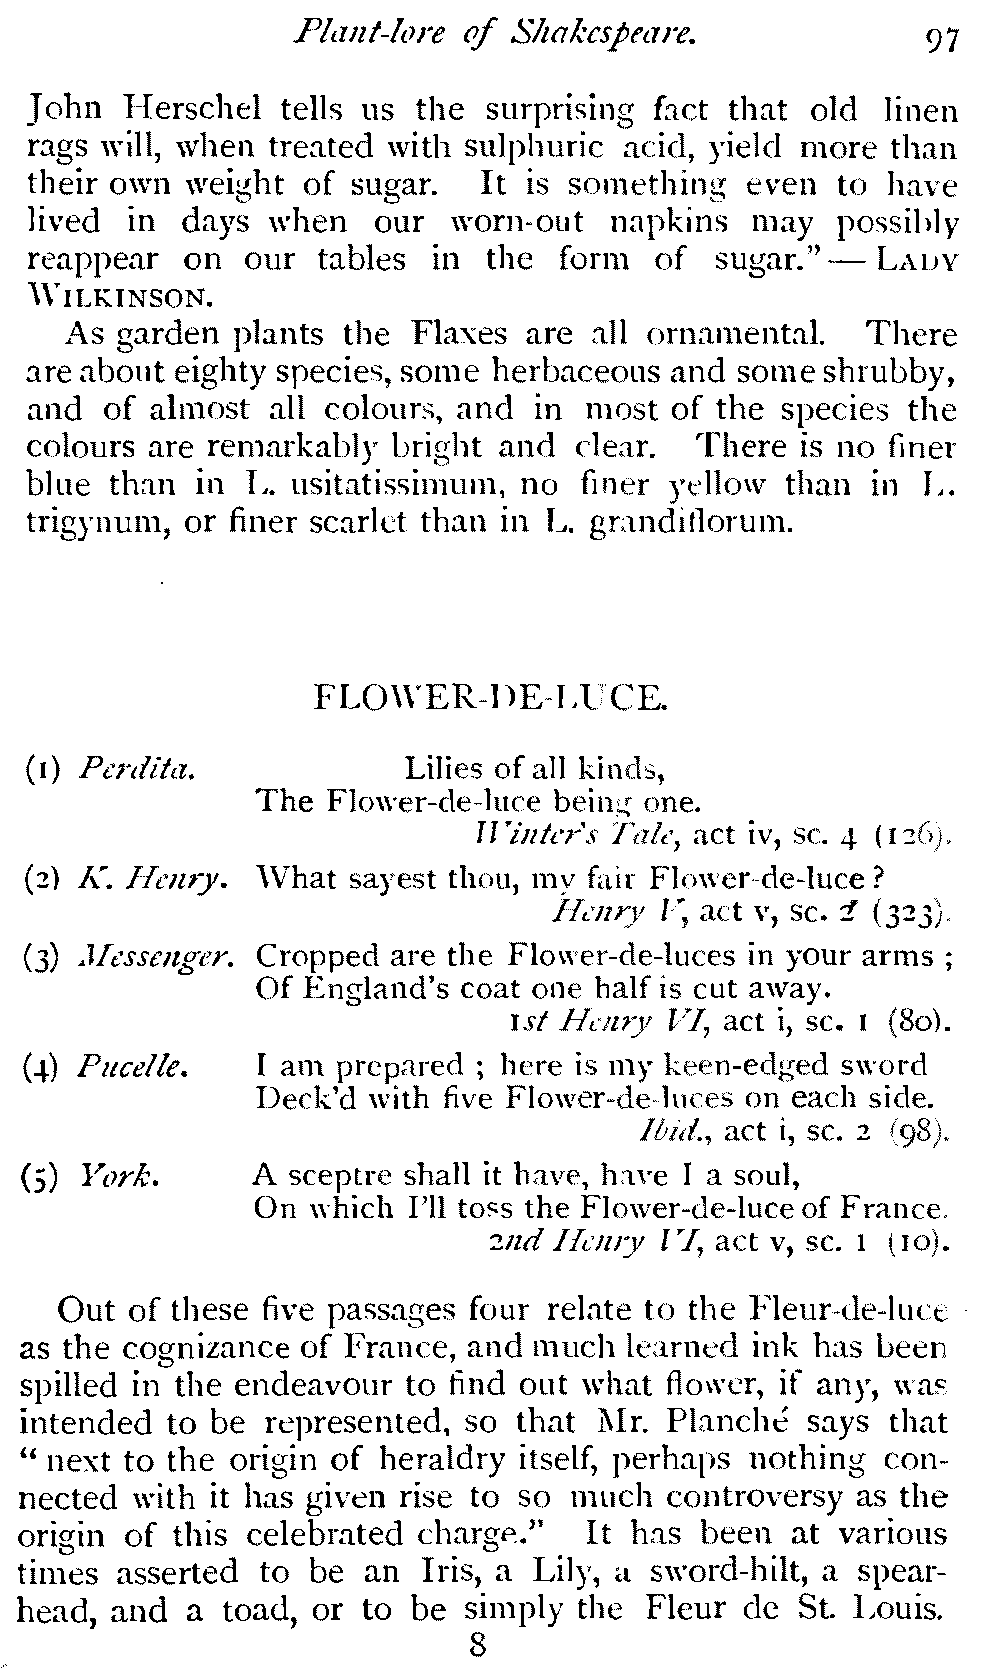 Plant-lore of Shakespeare. 97
John Herschel tells us the surprising fact that old linen
rags will, when treated with sulphuric acid, yield more than
their own weight of sugar. It is something even to have
lived in days when our worn-out napkins may possibly
reappear on our tables in the form of sugar."—LADY
WILKINSON.
As garden plants the Flaxes are all ornamental. There
are about eighty species, some herbaceous and some shrubby,
and of almost all colours, and in most of the species the
colours are remarkably bright and clear. There is no finer
blue than in L. usitatissimum, no finer yellow than in L.
trigynum, or finer scarlet than in L. grandiflorum.
FLOWER-DE-LUCE.
(1) Perdita. Lilies of all kinds,
The Flower-de-luce being one.
Winter's Tale, act iv, sc. 4 (126).
(2) K. Henry. What sayest thou, my fair Flower-de-luce?
Henry V, act v, sc. 2 (323).
(3) Messenger. Cropped are the Flower-de-luces in your arms;
Of England's coat one half is cut away.
1st Henry VI, act i, sc. 1 (80).
(4) Pucelle. I am prepared; here is my keen-edged sword
Deck'd with five Flower-de-luces on each side.
Ibid., act i, sc. 2 (98).
(5) York. A sceptre shall it have, have I a soul,
On which I'll toss the Flower-de-luce of France.
2nd Henry VI, act v, sc. 1 (10).
Out of these five passages four relate to the Fleur-de-luce
as the cognizance of France, and much learned ink has been
spilled in the endeavour to find out what flower, if any, was
intended to be represented, so that Mr. Planché says that
"next to the origin of heraldry itself, perhaps nothing con-
nected with it has given rise to so much controversy as the
origin of this celebrated charge." It has been at various
times asserted to be an Iris, a Lily, a sword-hilt, a spear-
head, and a toad, or to be simply the Fleur de St. Louis.
8